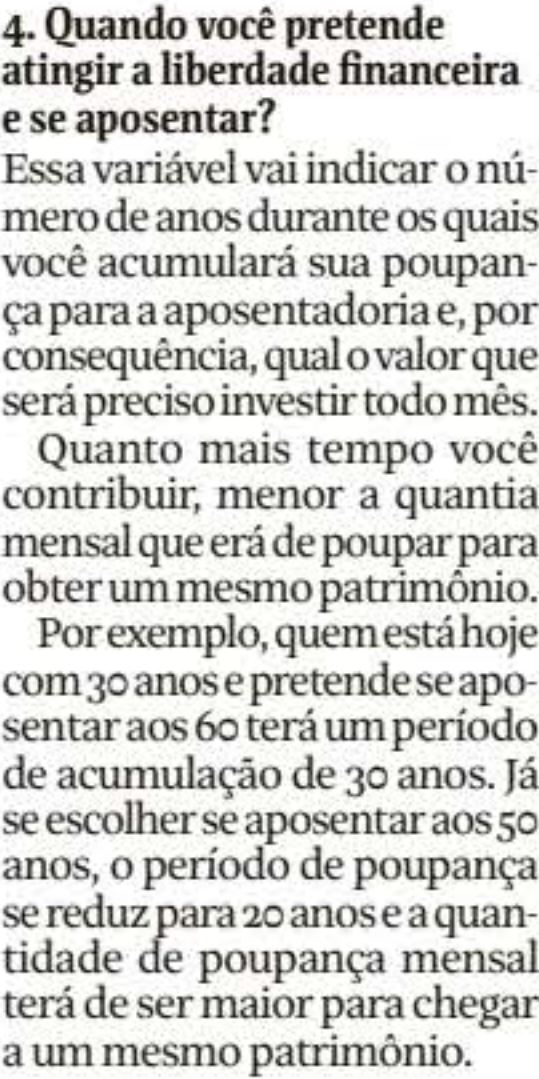 4. Quando você pretende
atingir a liberdade financeira
e se aposentar?
Essa variável vai indicar o nú-
mero de anos durante os quais
você acumulará sua poupan-
ça para a aposentadoria e, por
consequência, qual o valor que
será preciso investir todo mês.
Quanto mais tempo você
contribuir, menor a quantia
mensal que erá de poupar para
obter um mesmo patrimônio.
Por exemplo, quem está hoje
com 30 anos e pretende se apo-
sentar aos 60 terá um período
de acumulação de 30 anos. Já
se escolher se aposentar aos 50
anos, o período de poupança
se reduz para 20 anos e a quan-
tidade de poupança mensal
terá de ser maior para chegar
a um mesmo patrimônio.